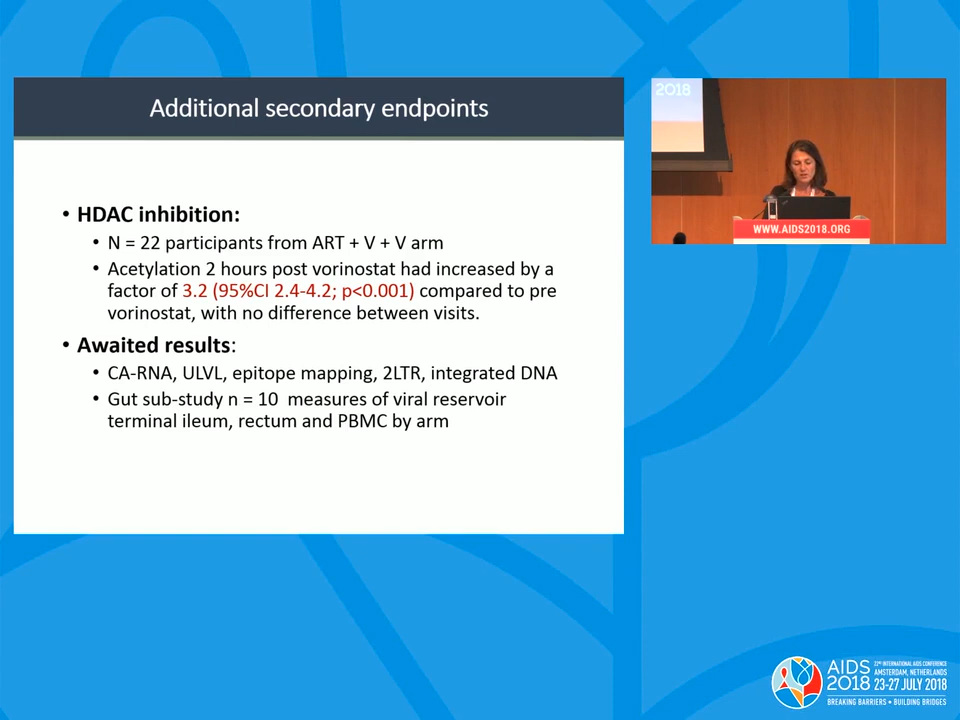 Additional secondary endpoints
• HDAC inhibition:
• N = 22 participants from ART + V + V arm
• Acetylation 2 hours post vorinostat had increased by a
factor of 3.2 (95%CI 2.4-4.2; p<0.001) compared to pre
vorinostat, with no difference between visits.
• Awaited results:
• CA-RNA, ULVL, epitope mapping, 2LTR, integrated DNA
• Gut sub-study n = 10 measures of viral reservoir
terminal ileum, rectum and PBMC by arm
2018
WWW.AIDS2018.ORG
AIDS
2018
22ND INTERNATIONAL AIDS CONFERENCE
AMSTERDAM, NETHERLANDS
23-27 JULY 2018
BREAKING BARRIERS • BUILDING BRIDGES